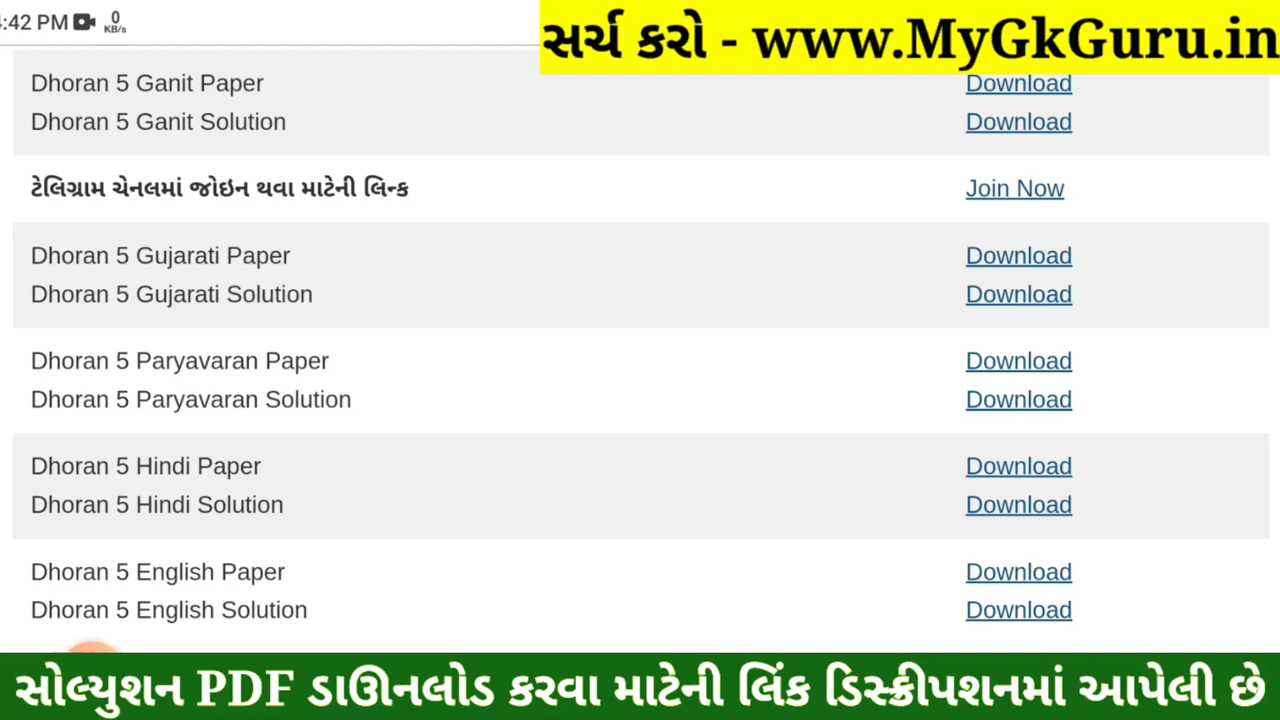 :42 PM 0 KB/s
સર્ચ કરો - www.MyGkGuru.in
Dhoran 5 Ganit Paper Download
Dhoran 5 Ganit Solution Download
ટેલિગ્રામ ચેનલમાં જોઇન થવા માટેની લિન્ક Join Now
Dhoran 5 Gujarati Paper Download
Dhoran 5 Gujarati Solution Download
Dhoran 5 Paryavaran Paper Download
Dhoran 5 Paryavaran Solution Download
Dhoran 5 Hindi Paper Download
Dhoran 5 Hindi Solution Download
Dhoran 5 English Paper Download
Dhoran 5 English Solution Download
સોલ્યુશન PDF ડાઊનલોડ કરવા માટેની લિંક ડિસ્ક્રીપશનમાં આપેલી છે